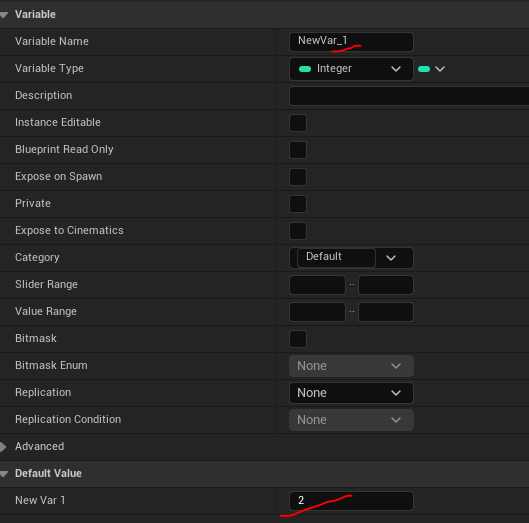 Variable
Variable Name NewVar_1
Variable Type Integer
Description
Instance Editable
Blueprint Read Only
Expose on Spawn
Private
Expose to Cinematics
Category Default
Slider Range ..
Value Range ..
Bitmask
Bitmask Enum None
Replication None
Replication Condition None
Advanced
Default Value
New Var 1 2